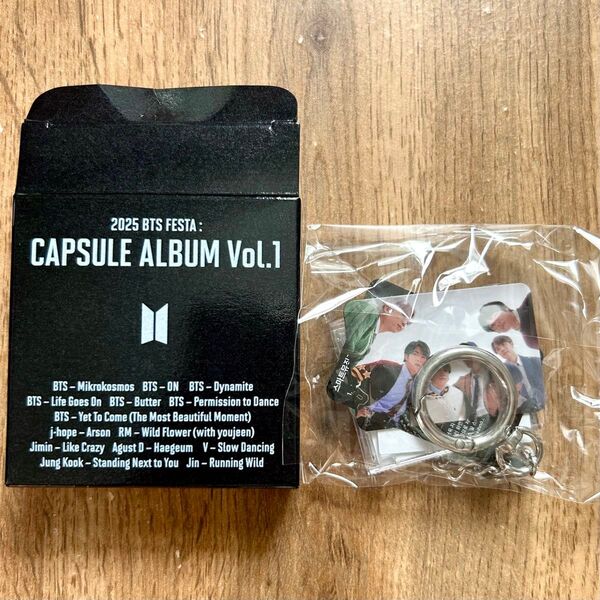 2025 BTS FESTA :
CAPSULE ALBUM Vol.1
BTS – Mikrokosmos BTS – ON BTS – Dynamite
BTS – Life Goes On BTS – Butter BTS – Permission to Dance
BTS – Yet To Come (The Most Beautiful Moment)
j-hope – Arson RM – Wild Flower (with youjeen)
Jimin – Like Crazy Agust D – Haegeum V – Slow Dancing
Jung Kook – Standing Next to You Jin – Running Wild